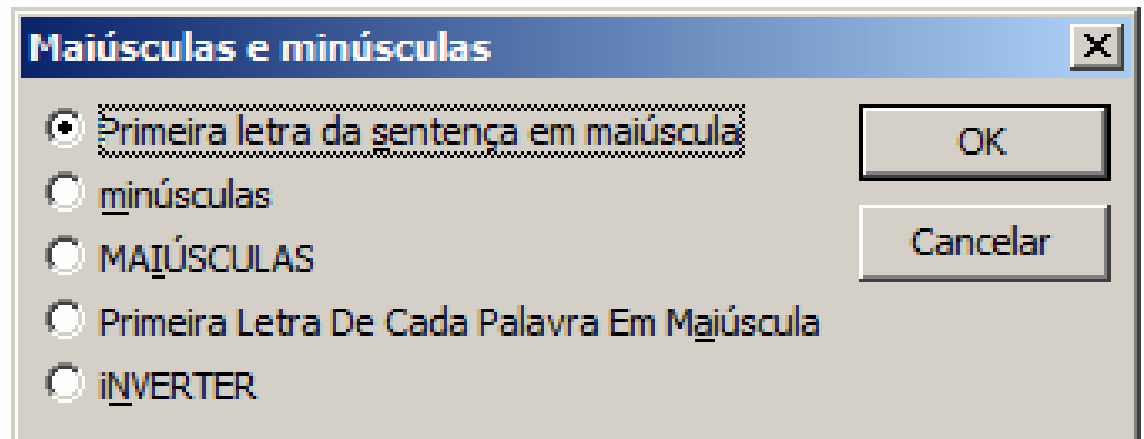 Maiúsculas e minúsculas
Primeira letra da sentença em maiúscula
OK
minúsculas
MAIÚSCULAS
Cancelar
Primeira Letra De Cada Palavra Em Maiúscula
iNVERTER